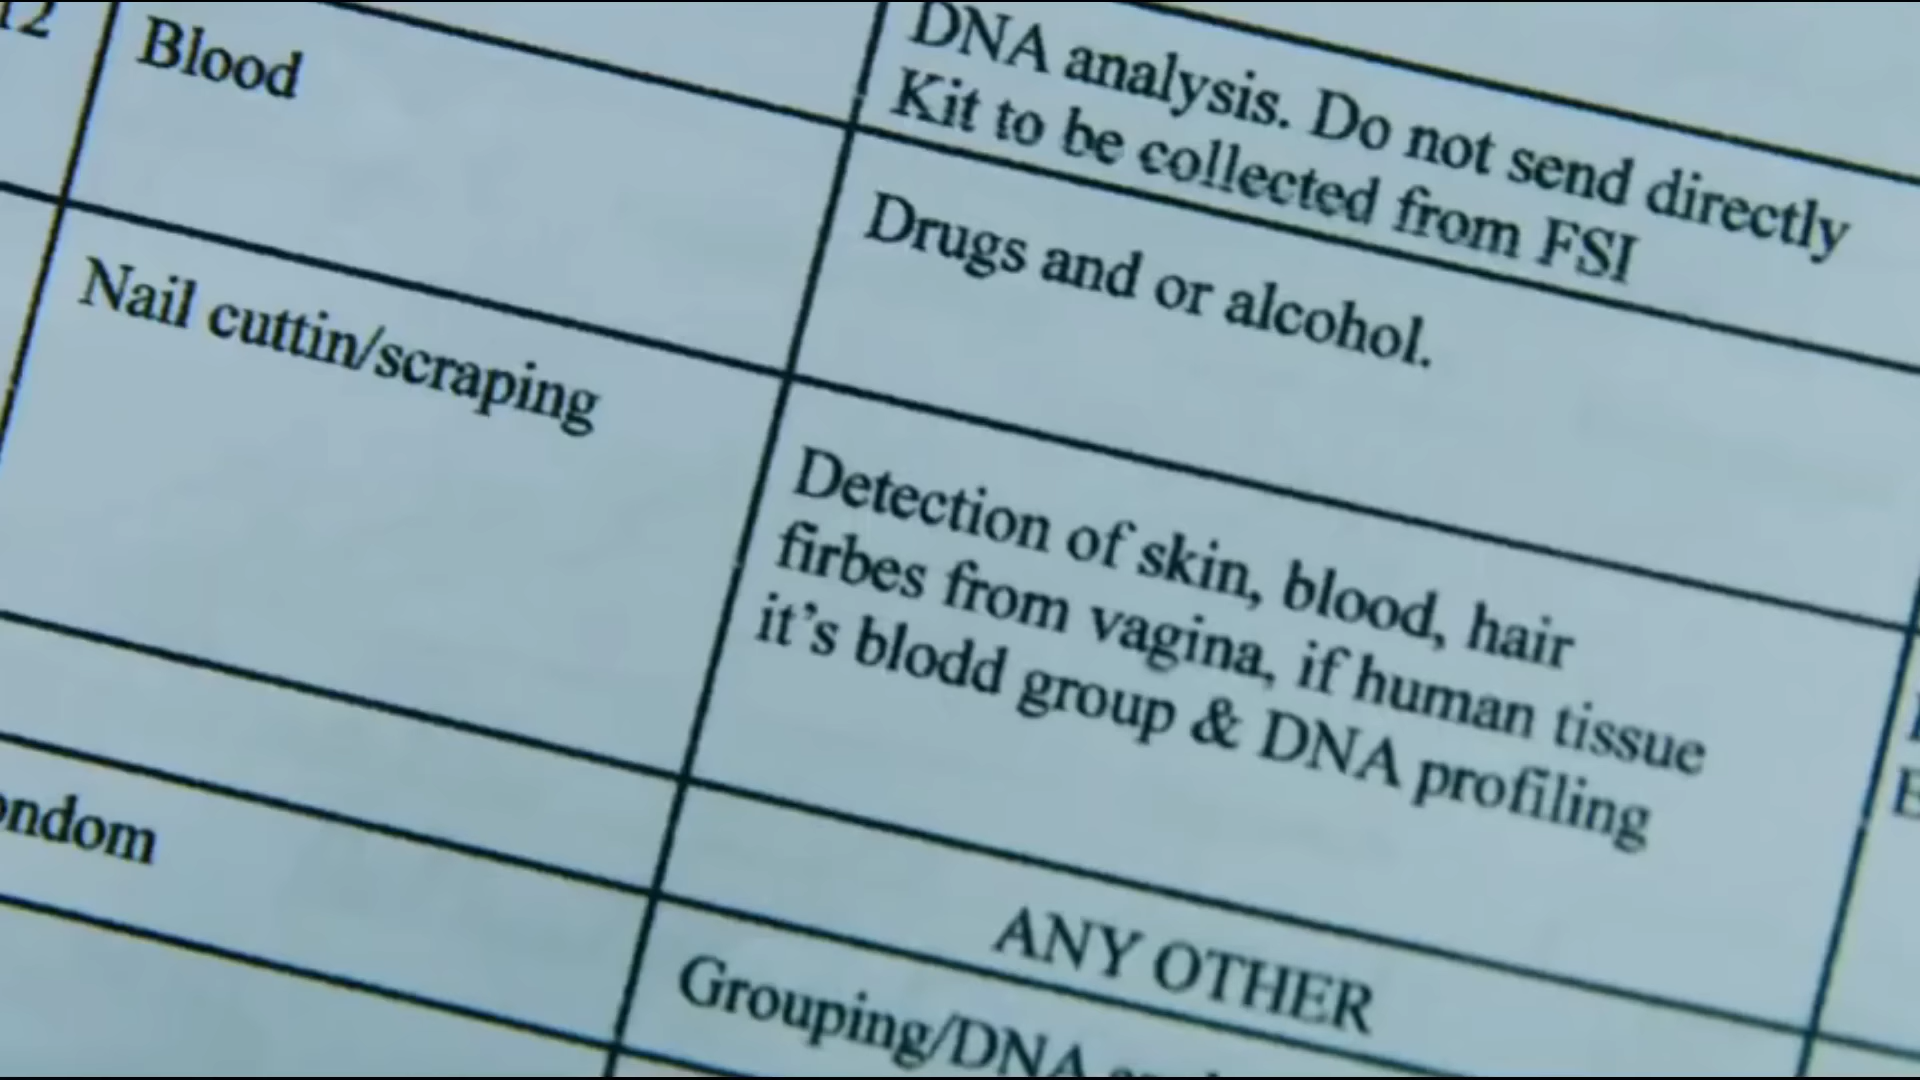 12
Blood
DNA analysis. Do not send directly
Kit to be collected from FSI
Drugs and or alcohol.
Nail cuttin/scraping
Detection of skin, blood, hair
firbes from vagina, if human tissue
it's blodd group & DNA profiling
ANY OTHER
ondom
Grouping/DNA